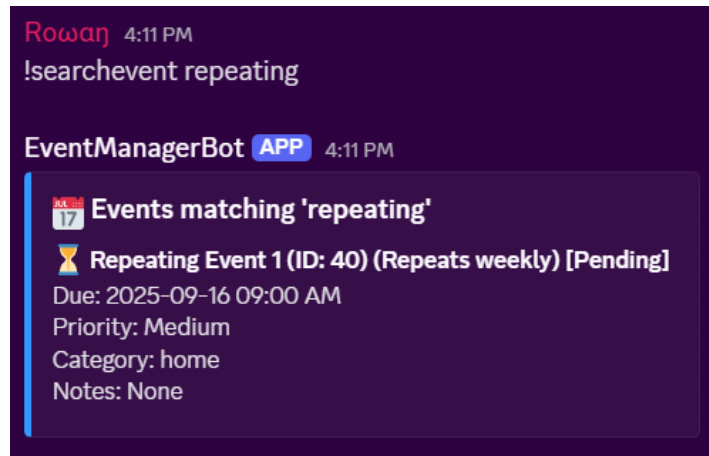 Rowaŋ 4:11 PM
!searchevent repeating
EventManagerBot APP 4:11 PM
📅 Events matching 'repeating'
⏳ Repeating Event 1 (ID: 40) (Repeats weekly) [Pending]
Due: 2025-09-16 09:00 AM
Priority: Medium
Category: home
Notes: None